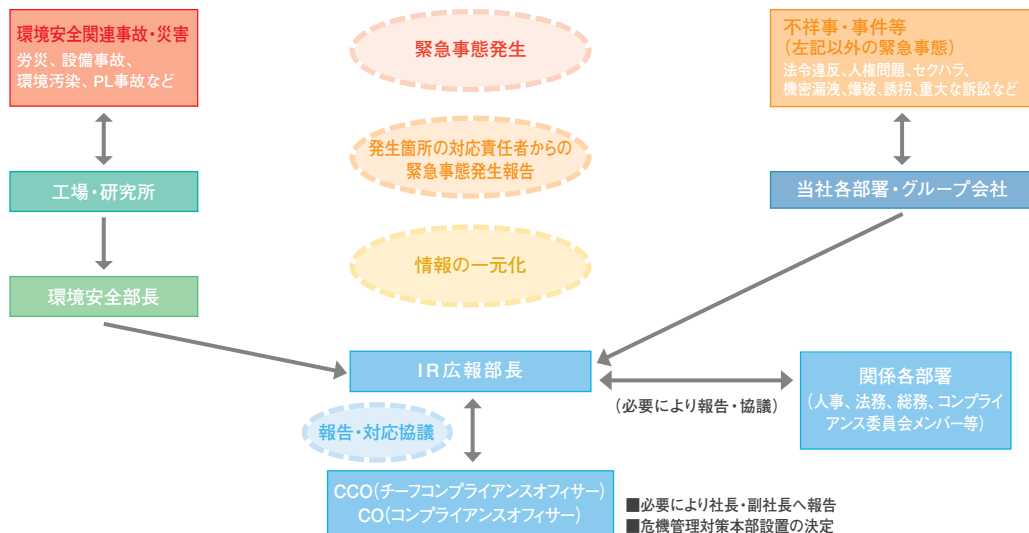 環境安全関連事故・災害
労災、設備事故、
環境汚染、PL事故など
緊急事態発生
不祥事・事件等
(左記以外の緊急事態)
法令違反、人権問題、セクハラ、
機密漏洩、爆破、誘拐、重大な訴訟など
発生箇所の対応責任者からの
緊急事態発生報告
工場・研究所
当社各部署・グループ会社
情報の一元化
環境安全部長
IR広報部長
関係各部署
(人事、法務、総務、コンプライ
アンス委員会メンバー等)
(必要により報告・協議)
報告・対応協議
CCO(チーフコンプライアンスオフィサー)
CO(コンプライアンスオフィサー)
■必要により社長・副社長へ報告
■危機管理対策本部設置の決定